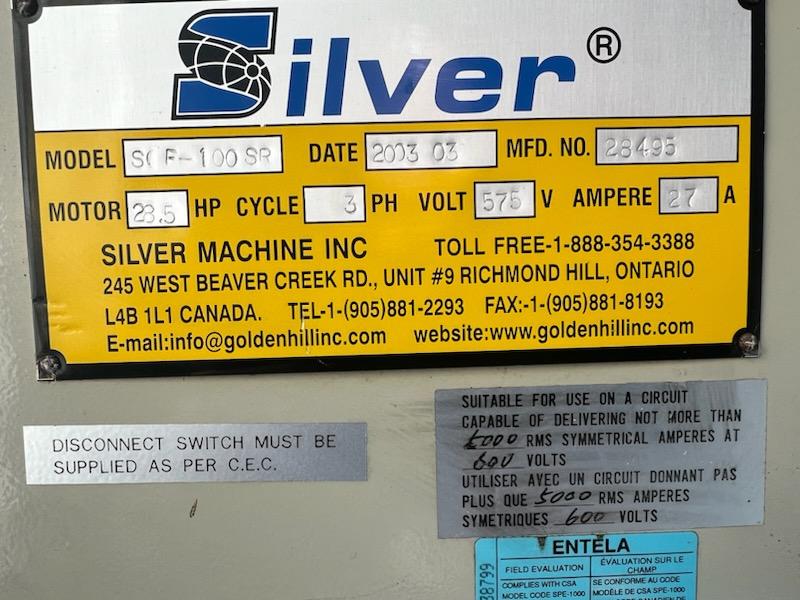 Silver®
MODEL SCF-100 SR DATE 2003 03 MFD. NO. 28495
MOTOR 23.5 HP CYCLE 3 PH VOLT 575 V AMPERE 27 A
SILVER MACHINE INC TOLL FREE-1-888-354-3388
245 WEST BEAVER CREEK RD., UNIT #9 RICHMOND HILL, ONTARIO
L4B 1L1 CANADA. TEL-1-(905)881-2293 FAX:-1-(905)881-8193
E-mail:info@goldenhillinc.com website:www.goldenhillinc.com
DISCONNECT SWITCH MUST BE
SUPPLIED AS PER C.E.C.
SUITABLE FOR USE ON A CIRCUIT
CAPABLE OF DELIVERING NOT MORE THAN
5000 RMS SYMMETRICAL AMPERES AT
600 VOLTS
UTILISER AVEC UN CIRCUIT DONNANT PAS
PLUS QUE 5000 RMS AMPERES
SYMETRIQUES 600 VOLTS
ENTELA
FIELD EVALUATION ÉVALUATION SUR LE
CHAMP
COMPLIES WITH CSA SE CONFORME AU CODE
MODEL CODE SPE-1000 MODÈLE DE CSA SPE-1000
38799